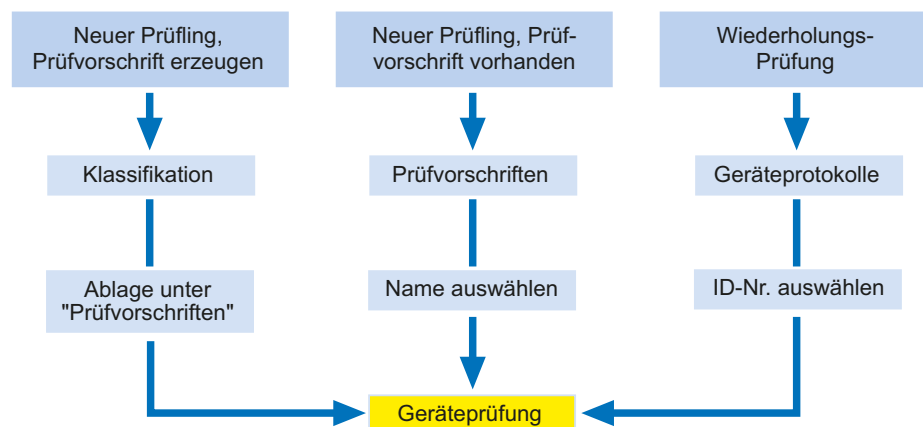 Neuer Prüfling,
Prüfvorschrift erzeugen
Neuer Prüfling, Prüf-
vorschrift vorhanden
Wiederholungs-
Prüfung
Klassifikation
Prüfvorschriften
Geräteprotokolle
Ablage unter
"Prüfvorschriften"
Name auswählen
ID-Nr. auswählen
Geräteprüfung